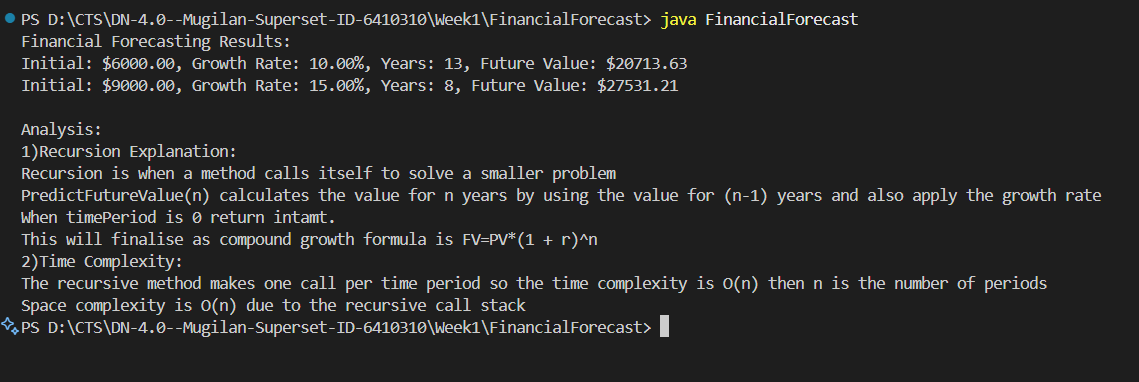 PS D:\CTS\DN-4.0--Mugilan-Superset-ID-6410310\Week1\FinancialForecast> java FinancialForecast
Financial Forecasting Results:
Initial: $6000.00, Growth Rate: 10.00%, Years: 13, Future Value: $20713.63
Initial: $9000.00, Growth Rate: 15.00%, Years: 8, Future Value: $27531.21

Analysis:
1)Recursion Explanation:
Recursion is when a method calls itself to solve a smaller problem
PredictFutureValue(n) calculates the value for n years by using the value for (n-1) years and also apply the growth rate
When timePeriod is 0 return intamt.
This will finalise as compound growth formula is FV=PV*(1 + r)^n
2)Time Complexity:
The recursive method makes one call per time period so the time complexity is O(n) then n is the number of periods
Space complexity is O(n) due to the recursive call stack
PS D:\CTS\DN-4.0--Mugilan-Superset-ID-6410310\Week1\FinancialForecast>